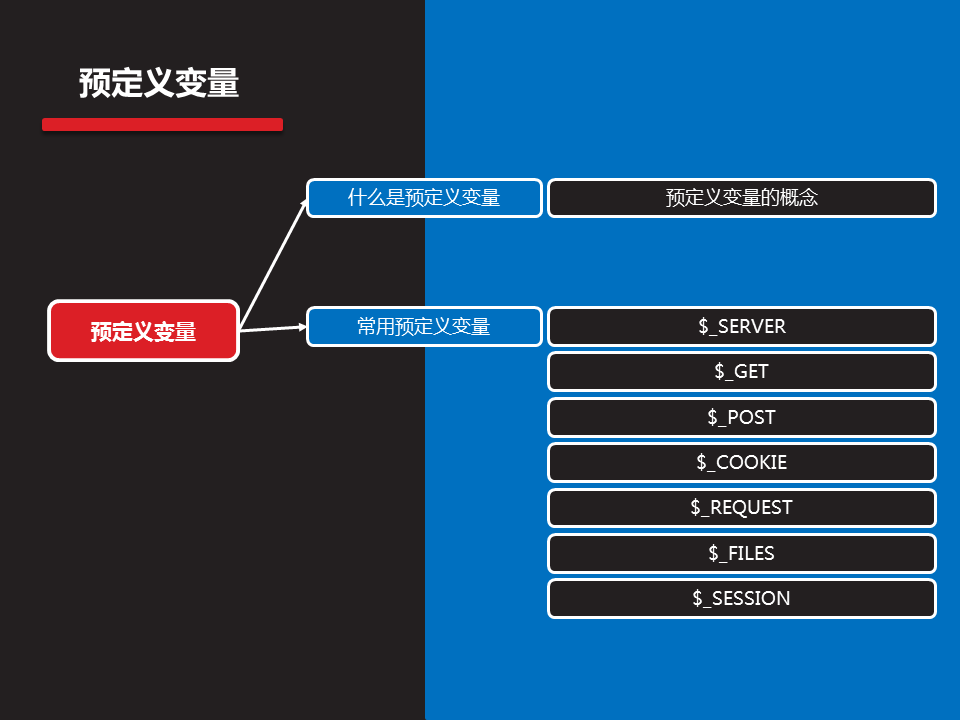 预定义变量
什么是预定义变量
预定义变量的概念
预定义变量
常用预定义变量
$_SERVER
$_GET
$_POST
$_COOKIE
$_REQUEST
$_FILES
$_SESSION